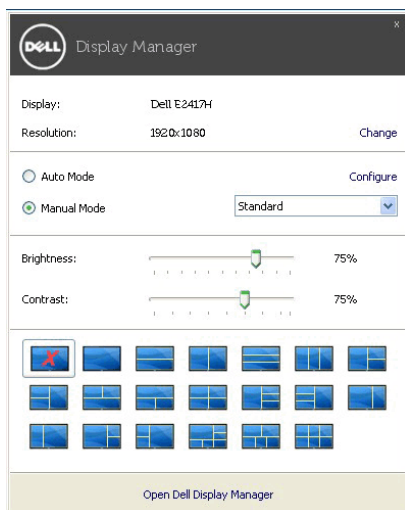 x
DELL Display Manager
Display: Dell E2417H
Resolution: 1920x1080 Change
Auto Mode Configure
Manual Mode Standard
Brightness: 75%
Contrast: 75%
Open Dell Display Manager